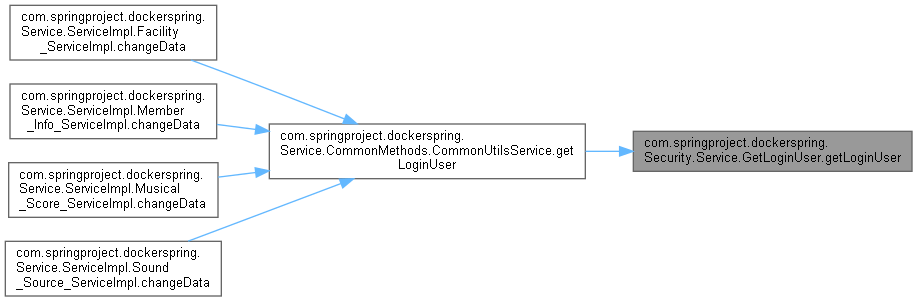 com.springproject.dockerspring.
Service.ServiceImpl.Facility
_ServiceImpl.changeData
com.springproject.dockerspring.
Service.ServiceImpl.Member
_Info_ServiceImpl.changeData
com.springproject.dockerspring.
Service.ServiceImpl.Musical
_Score_ServiceImpl.changeData
com.springproject.dockerspring.
Service.ServiceImpl.Sound
_Source_ServiceImpl.changeData
com.springproject.dockerspring.
Service.CommonMethods.CommonUtilsService.get
LoginUser
com.springproject.dockerspring.
Security.Service.GetLoginUser.getLoginUser